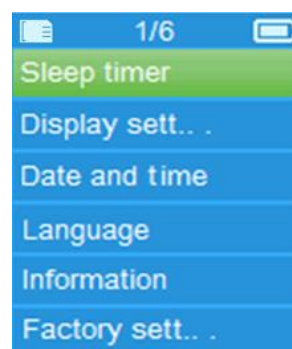 1/6
Sleep timer
Display sett.. .
Date and time
Language
Information
Factory sett.. .